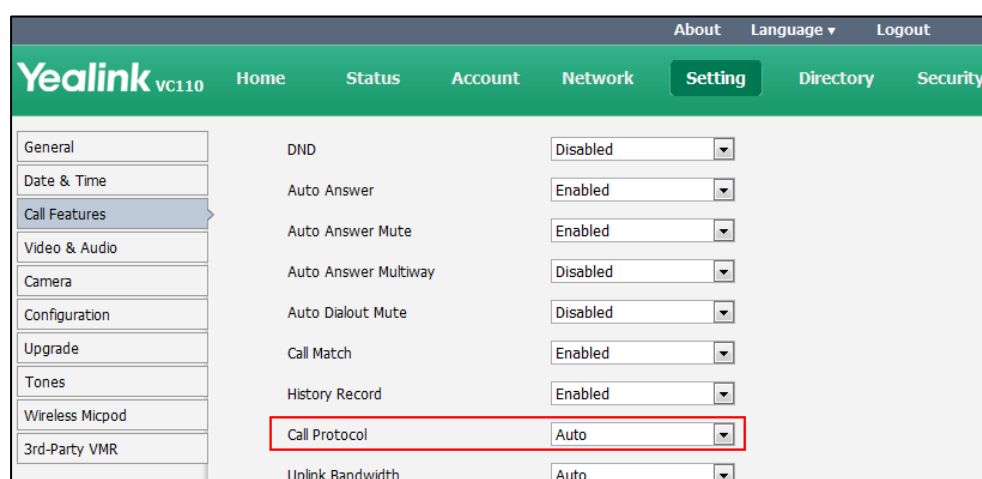 About Language ▾ Logout
Yealink VC110 Home Status Account Network Setting Directory Security
General
Date & Time
Call Features
Video & Audio
Camera
Configuration
Upgrade
Tones
Wireless Micpod
3rd-Party VMR
DND Disabled
Auto Answer Enabled
Auto Answer Mute Enabled
Auto Answer Multiway Disabled
Auto Dialout Mute Disabled
Call Match Enabled
History Record Enabled
Call Protocol Auto
Uplink Bandwidth Auto